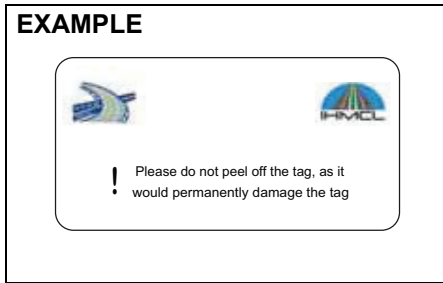 EXAMPLE
IHMCL
! Please do not peel off the tag, as it
would permanently damage the tag